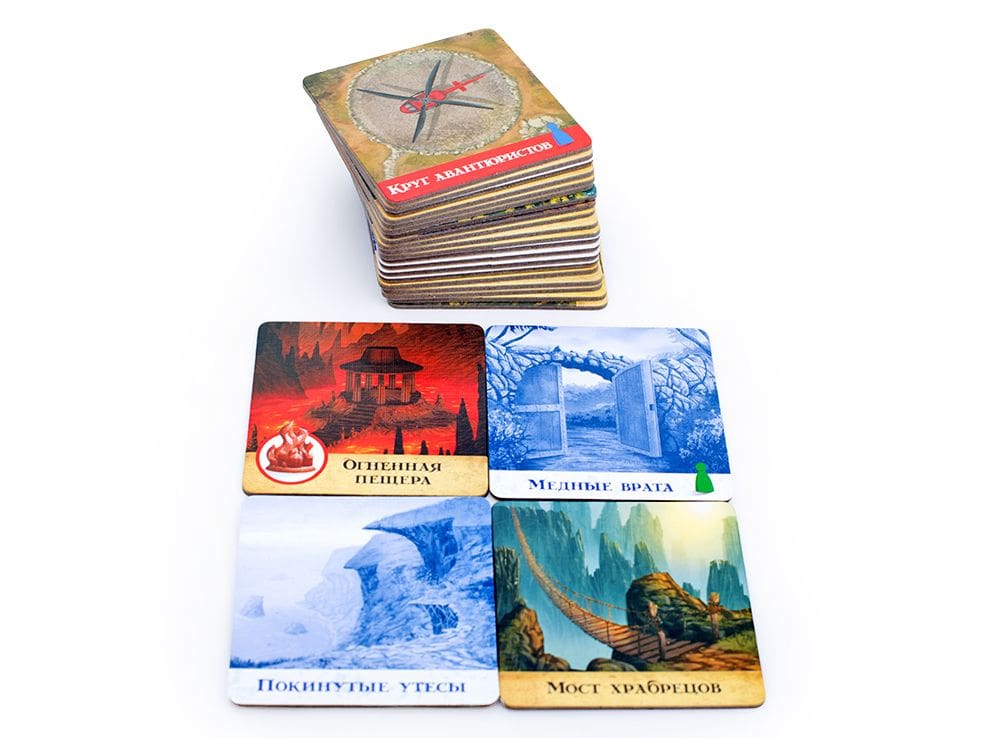 Круг авантюристов
Огненная
пещера
Медные врата
Покинутые утесы
Мост храбрецов